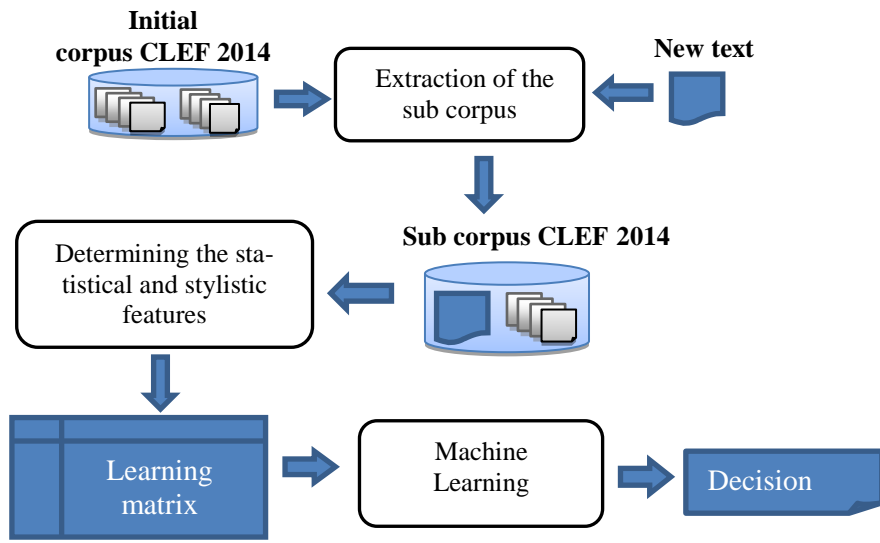 Initial
corpus CLEF 2014
New text
Extraction of the
sub corpus
Sub corpus CLEF 2014
Determining the sta-
tistical and stylistic
features
Learning
matrix
Machine
Learning
Decision